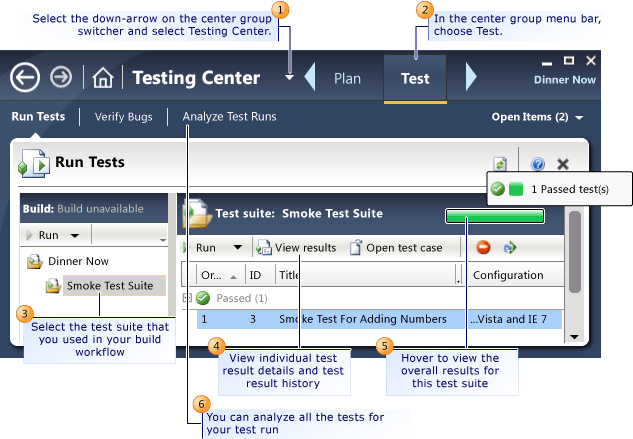 1
Select the down-arrow on the center group
switcher and select Testing Center.
2
In the center group menu bar,
choose Test.
Testing Center
Plan
Test
Dinner Now
Run Tests
Verify Bugs
Analyze Test Runs
Open Items (2)
Run Tests
1 Passed test(s)
Build: Build unavailable
Test suite: Smoke Test Suite
Run
Run
View results
Open test case
Dinner Now
Smoke Test Suite
Or...
ID
Title
Configuration
Passed (1)
1
3
Smoke Test For Adding Numbers
...Vista and IE 7
3
Select the test suite that
you used in your build
workflow
4
View individual test
result details and test
result history
5
Hover to view the
overall results for
this test suite
6
You can analyze all the tests for
your test run